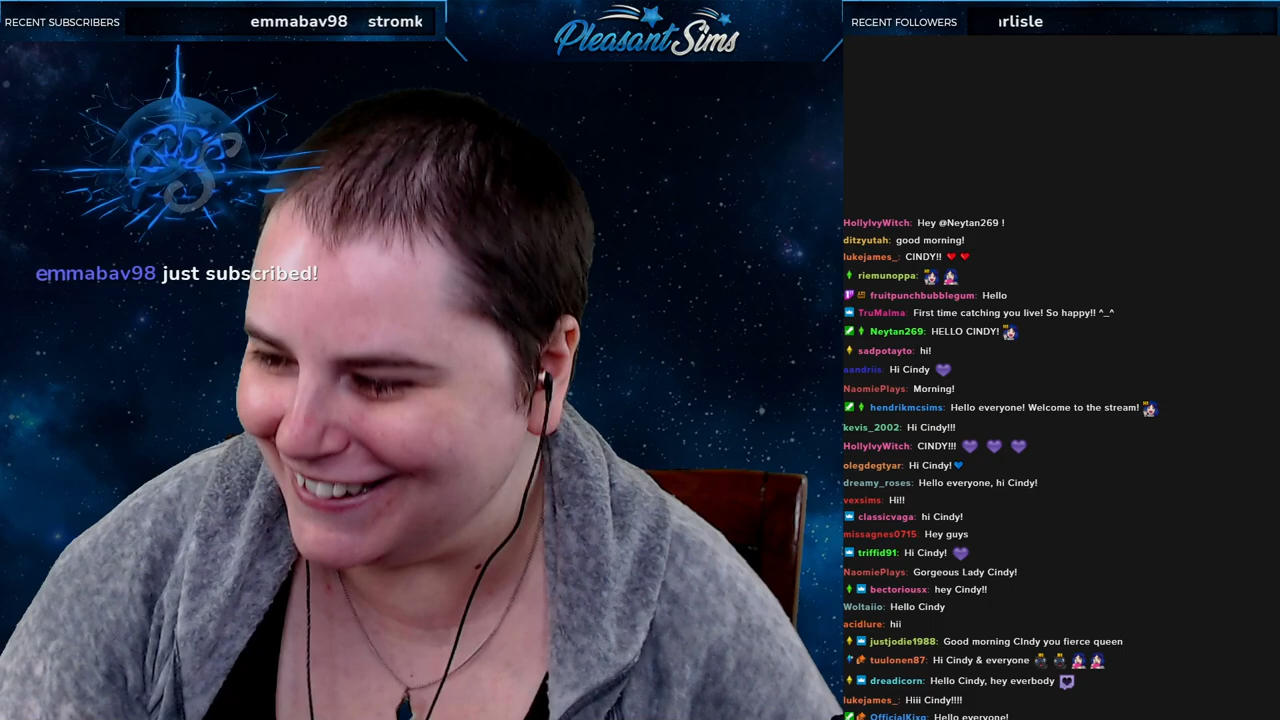 RECENT SUBSCRIBERS
emmabav98 stromk
PleasantSims
RECENT FOLLOWERS
rlisle
emmabav98 just subscribed!
HollyIvyWitch: Hey @Neytan269 !
ditzyutah: good morning!
lukejames_: CINDY!!
riemunoppa:
fruitpunchbubblegum: Hello
TruMalma: First time catching you live! So happy!! ^_^
Neytan269: HELLO CINDY!
sadpotayto: hi!
aandriis: Hi Cindy
NaomiePlays: Morning!
hendrikmcsims: Hello everyone! Welcome to the stream!
kevis_2002: Hi Cindy!!!
HollyIvyWitch: CINDY!!!
olegdegtyar: Hi Cindy!
dreamy_roses: Hello everyone, hi Cindy!
vexsims: Hi!!
classicvaga: hi Cindy!
missagnes0715: Hey guys
triffid91: Hi Cindy!
NaomiePlays: Gorgeous Lady Cindy!
bectoriousx: hey Cindy!!
Woltaiio: Hello Cindy
acidlure: hii
justjodie1988: Good morning CIndy you fierce queen
tuulonen87: Hi Cindy & everyone
dreadicorn: Hello Cindy, hey everbody
lukejames_: Hiii Cindy!!!!
OfficialKixg: Hello everyone!